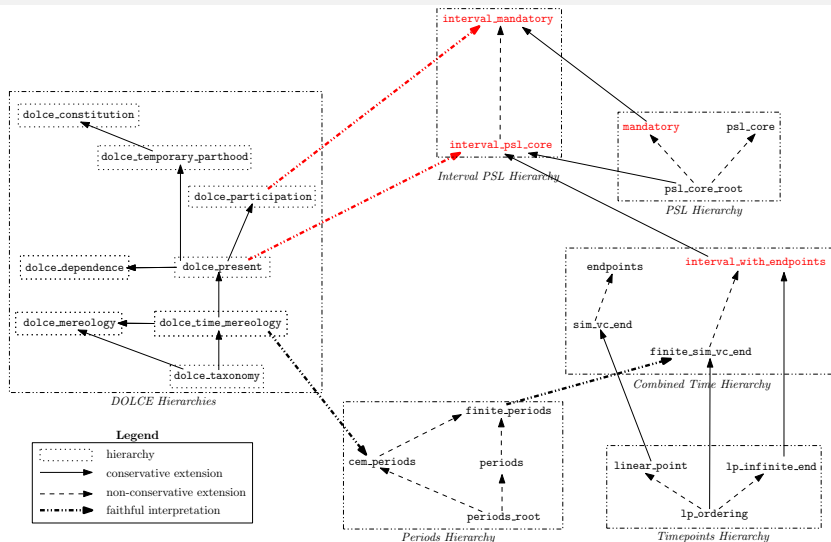 interval_mandatory
dolce_constitution
mandatory
psl_core
interval_psl_core
dolce_temporary_parthood
Interval PSL Hierarchy
dolce_participation
psl_core_root
PSL Hierarchy
endpoints
interval_with_endpoints
dolce_dependence
dolce_present
dolce_mereology
dolce_time_mereology
sim_vc_end
finite_sim_vc_end
dolce_taxonomy
Combined Time Hierarchy
DOLCE Hierarchies
finite_periods
Legend
hierarchy
conservative extension
non-conservative extension
faithful interpretation
cem_periods
periods
linear_point
lp_infinite_end
periods_root
lp_ordering
Periods Hierarchy
Timepoints Hierarchy